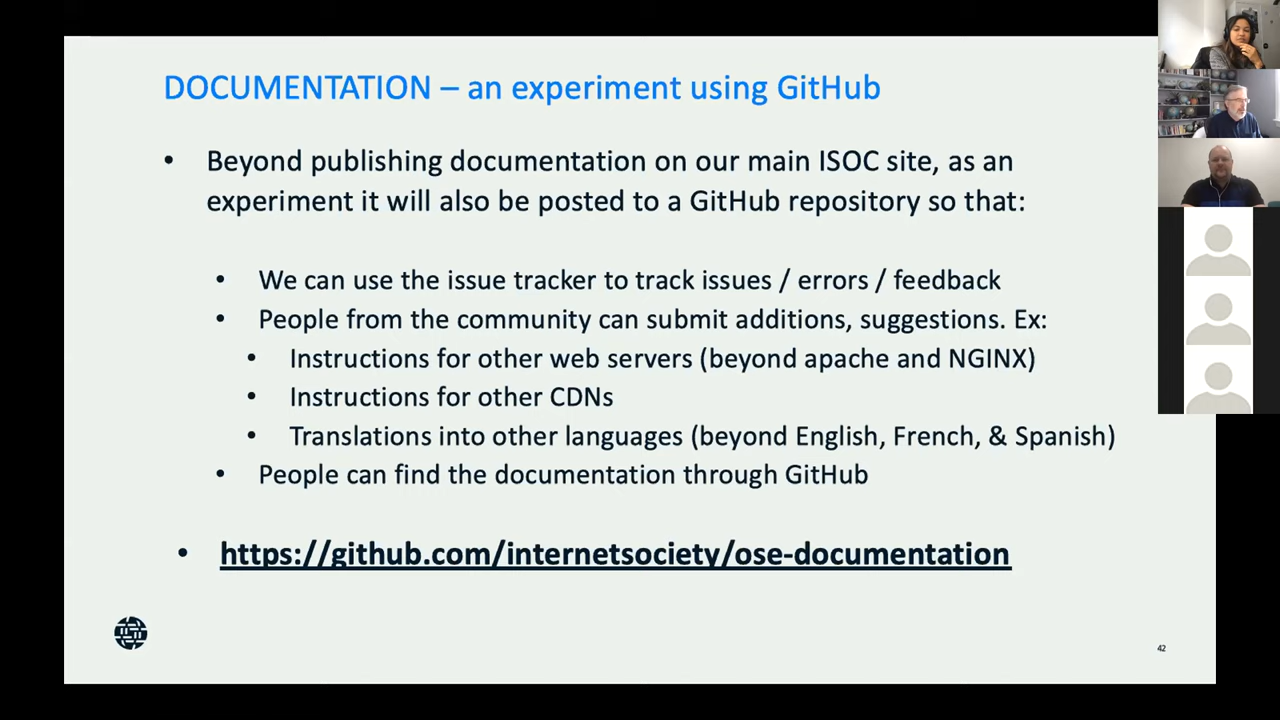 DOCUMENTATION – an experiment using GitHub
• Beyond publishing documentation on our main ISOC site, as an
experiment it will also be posted to a GitHub repository so that:
• We can use the issue tracker to track issues / errors / feedback
• People from the community can submit additions, suggestions. Ex:
• Instructions for other web servers (beyond apache and NGINX)
• Instructions for other CDNs
• Translations into other languages (beyond English, French, & Spanish)
• People can find the documentation through GitHub
• https://github.com/internetsociety/ose-documentation
42